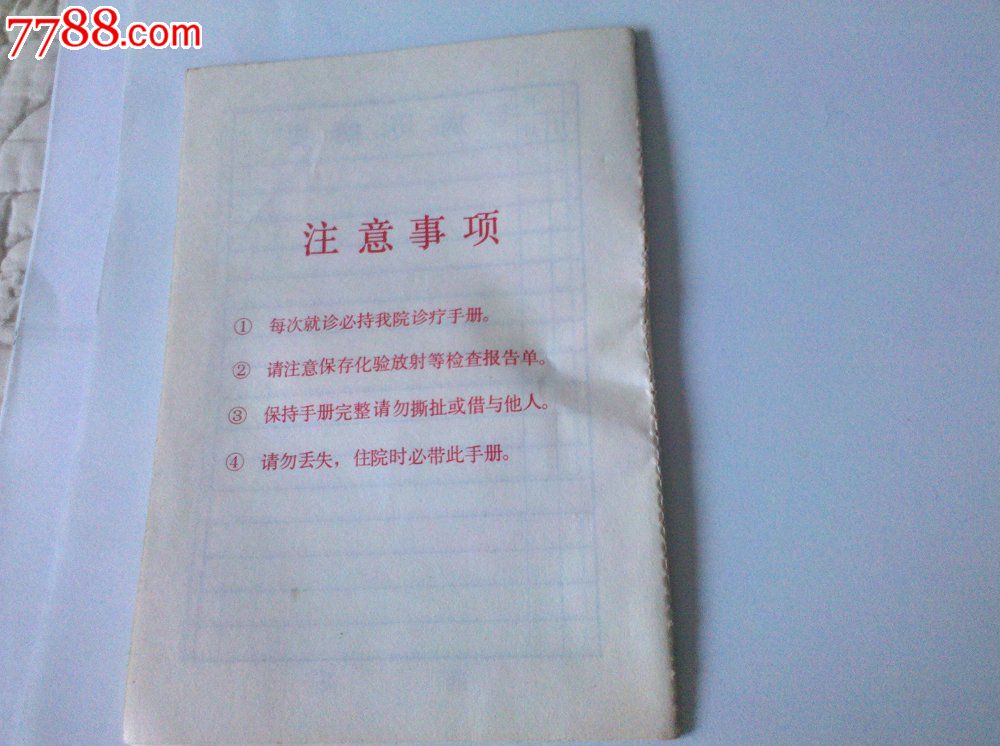 7788.com
注意事项
① 每次就诊必持我院诊疗手册。
② 请注意保存化验放射等检查报告单。
③ 保持手册完整请勿撕扯或借与他人。
④ 请勿丢失，住院时必带此手册。